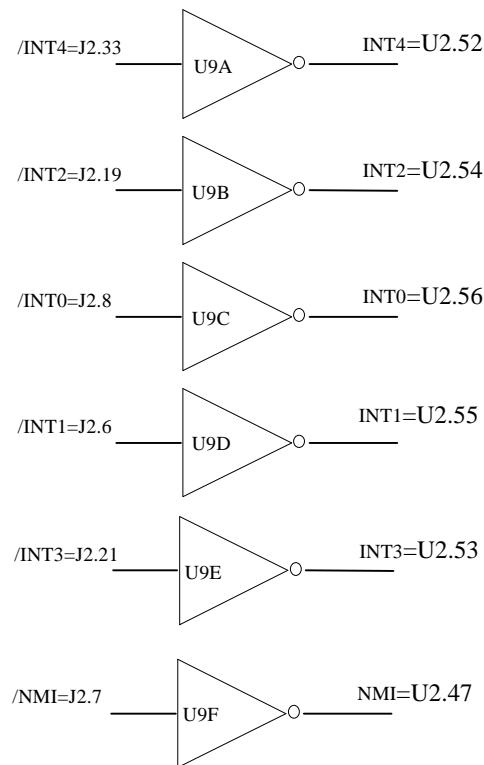 /INT4=J2.33 U9A INT4=U2.52
/INT2=J2.19 U9B INT2=U2.54
/INT0=J2.8 U9C INT0=U2.56
/INT1=J2.6 U9D INT1=U2.55
/INT3=J2.21 U9E INT3=U2.53
/NMI=J2.7 U9F NMI=U2.47